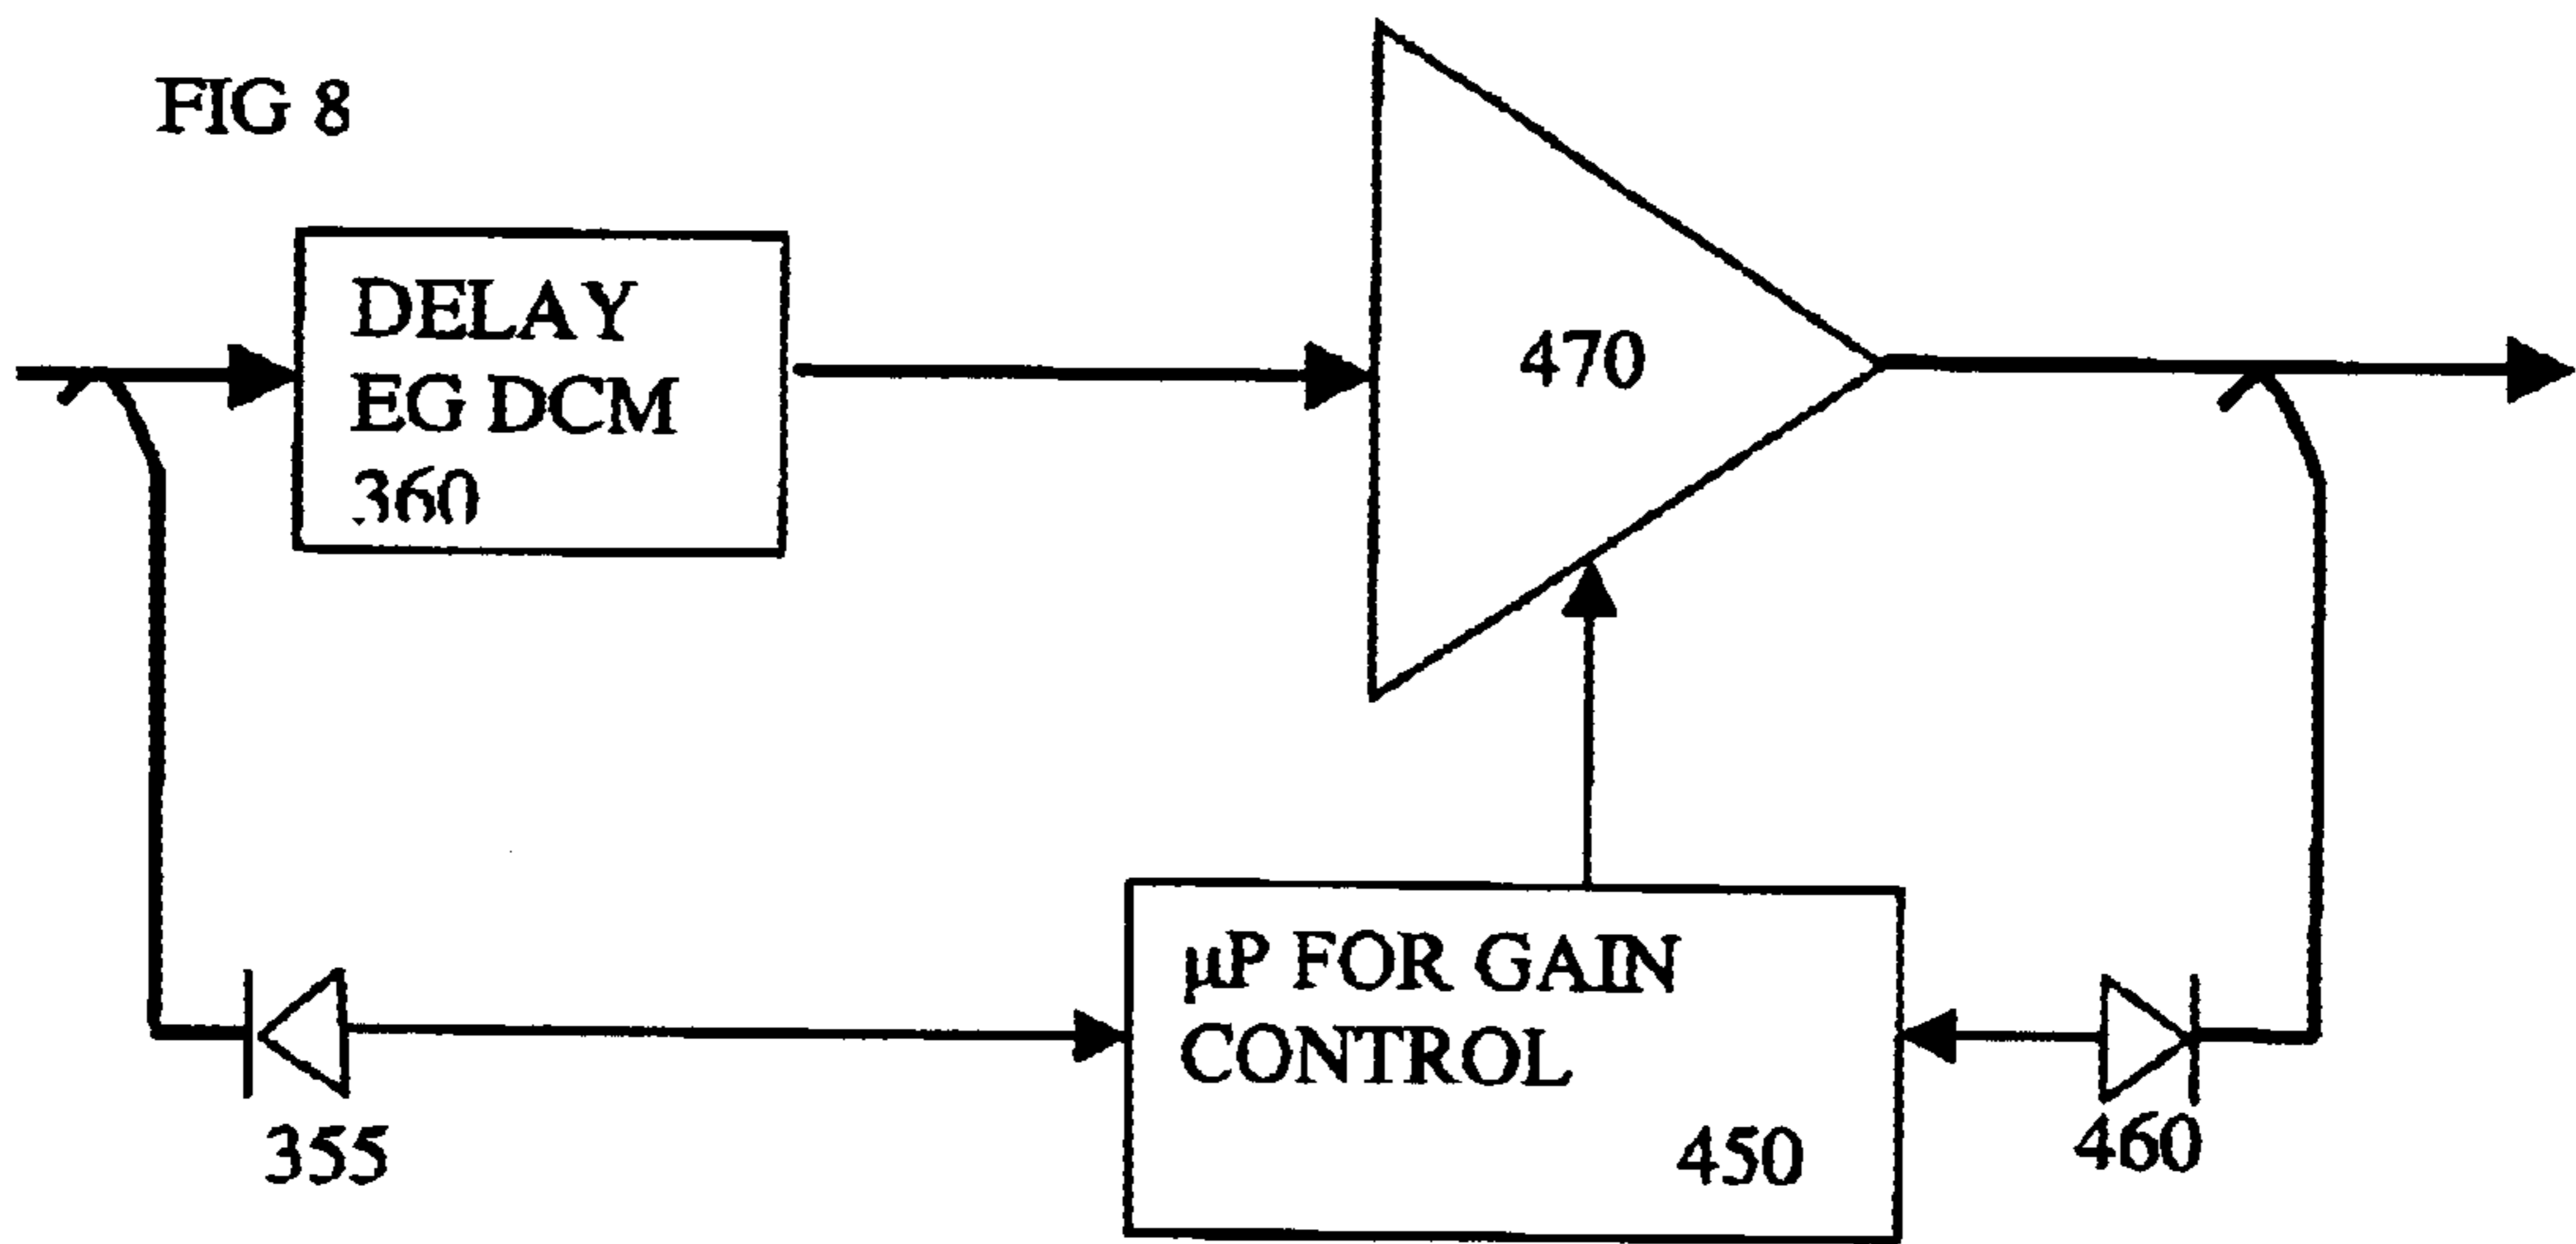 FIG 8
DELAY
EG DCM
360
470
μP FOR GAIN
CONTROL
450
355
460